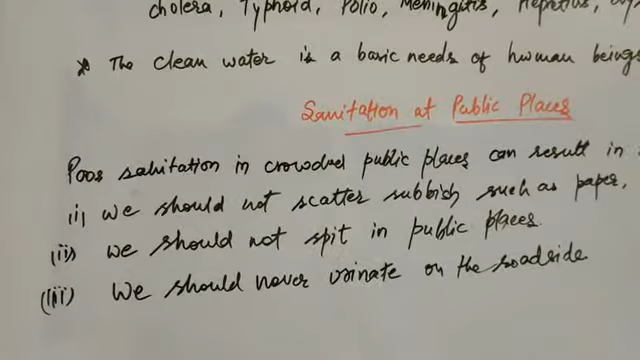 cholera, Typhoid, Polio, Meningitis, Hepetitis,
* The clean water is a basic needs of human beings
Sanitation at Public Places
Poor sanitation in crowded public places can result in
(i) we should not scatter rubbish such as paper,
(ii) we should not spit in public places.
(iii) We should never urinate on the roadside